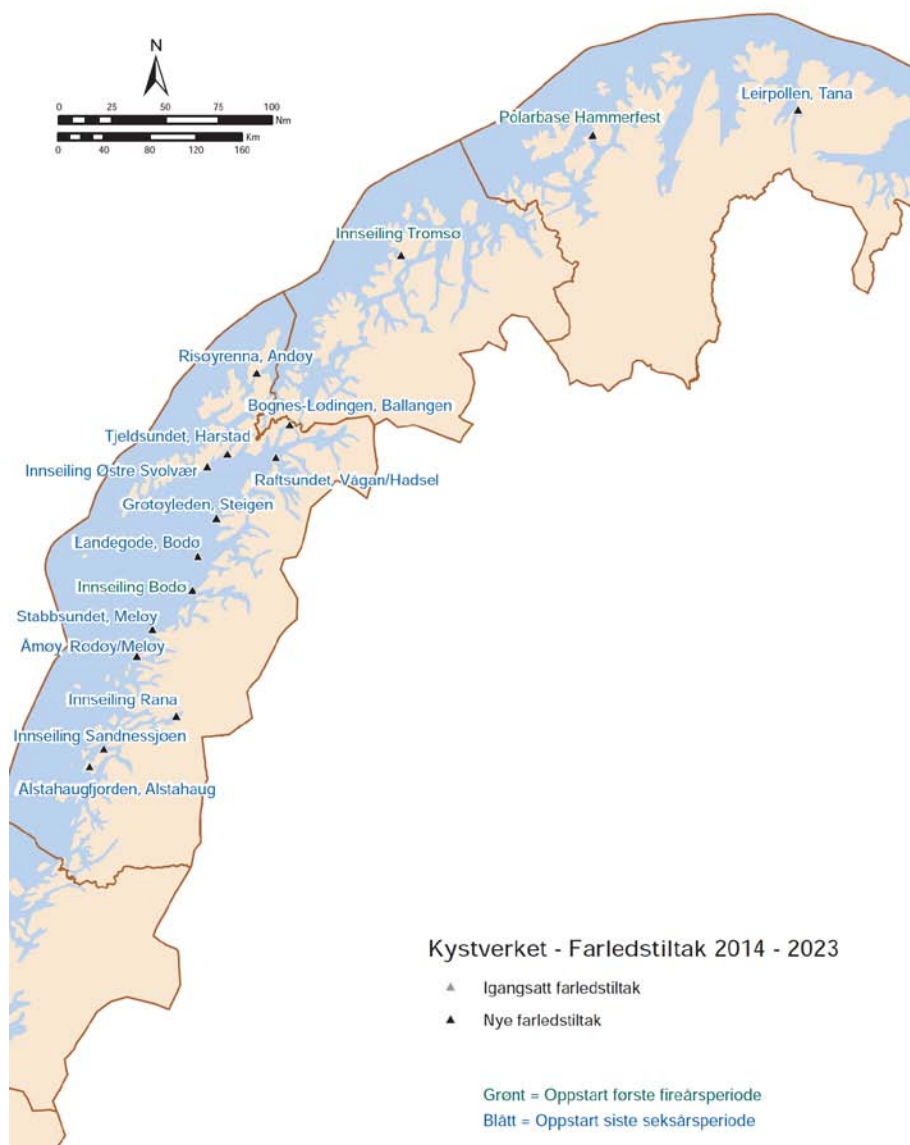 N
0 25 50 75 100
Nm
Km
0 40 80 120 160
Leirpollen, Tana
Polarbase Hammerfest
Innseiling Tromsø
Risøyrenna, Andøy
Bognes-Lødingen, Ballangen
Tjeldsundet, Harstad
Innseiling Østre Svolvær
Raftsundet, Vågan/Hadsel
Grøtøyleden, Steigen
Landegode, Bodø
Innseiling Bodø
Stabbsundet, Meløy
Åmøy, Rødøy/Meløy
Innseiling Rana
Innseiling Sandnessjøen
Alstahaugfjorden, Alstahaug
Kystverket - Farledstiltak 2014 - 2023
Igangsatt farledstiltak
Nye farledstiltak
Grønt = Oppstart første fireårsperiode
Blått = Oppstart siste seksårsperiode